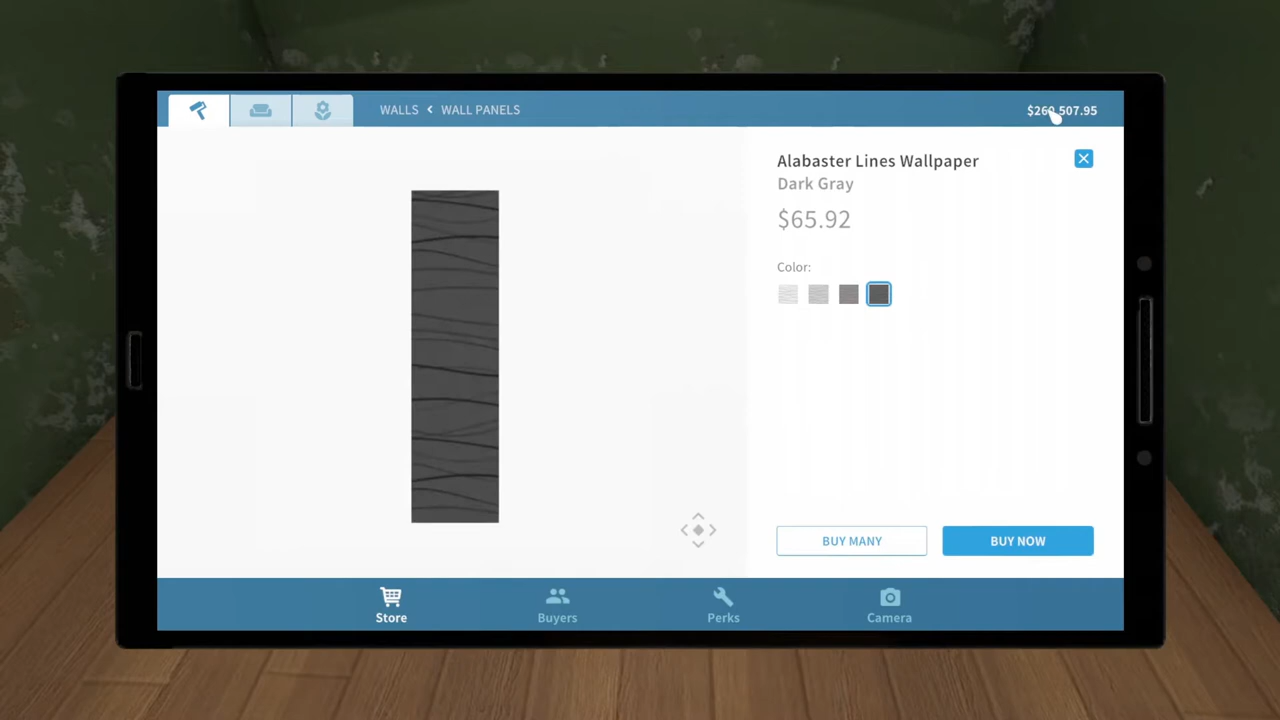 WALLS < WALL PANELS
$260,507.95
Alabaster Lines Wallpaper
Dark Gray
$65.92
Color:
BUY MANY
BUY NOW
Store
Buyers
Perks
Camera